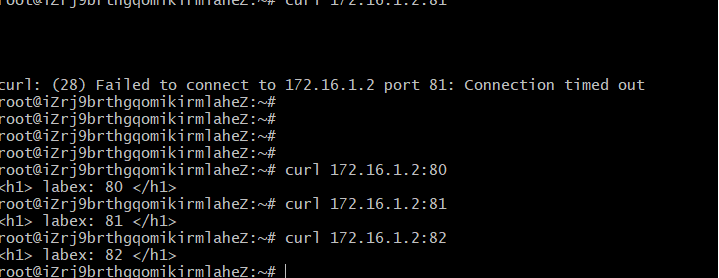 root@iZrj9brthgqomikirmlaheZ:~# curl 172.16.1.2:81
curl: (28) Failed to connect to 172.16.1.2 port 81: Connection timed out
root@iZrj9brthgqomikirmlaheZ:~#
root@iZrj9brthgqomikirmlaheZ:~#
root@iZrj9brthgqomikirmlaheZ:~#
root@iZrj9brthgqomikirmlaheZ:~#
root@iZrj9brthgqomikirmlaheZ:~# curl 172.16.1.2:80
<h1> labex: 80 </h1>
root@iZrj9brthgqomikirmlaheZ:~# curl 172.16.1.2:81
<h1> labex: 81 </h1>
root@iZrj9brthgqomikirmlaheZ:~# curl 172.16.1.2:82
<h1> labex: 82 </h1>
root@iZrj9brthgqomikirmlaheZ:~#